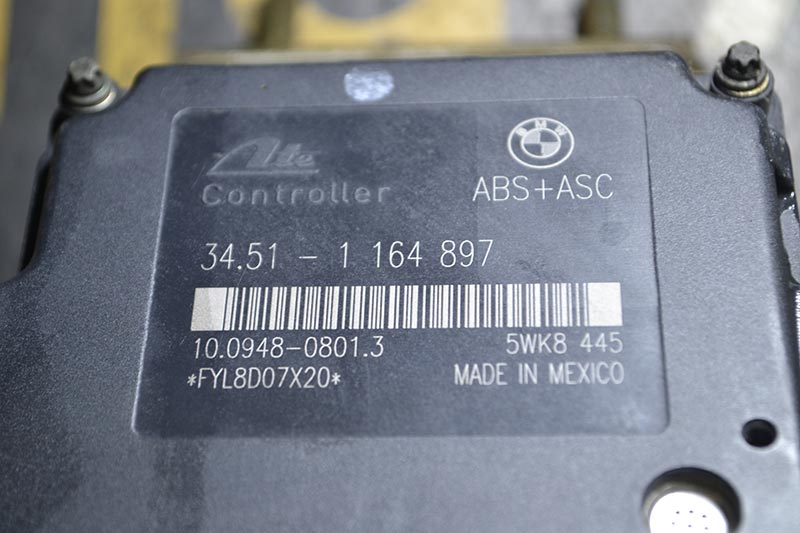 Ate
BMW
Controller
ABS+ASC
34.51 - 1 164 897
10.0948-0801.3
5WK8 445
*FYL8D07X20*
MADE IN MEXICO